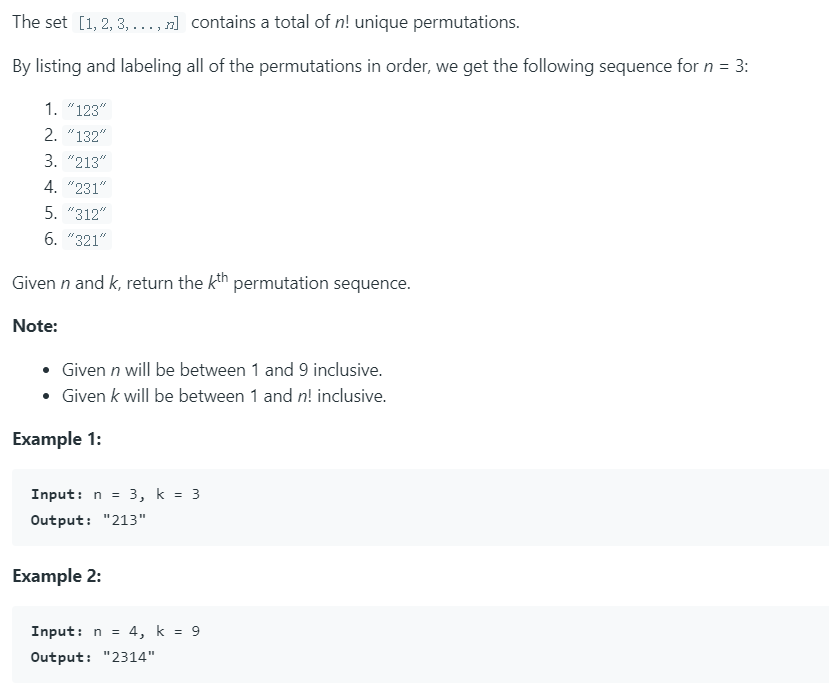 The set [1, 2, 3, . . . , n] contains a total of n! unique permutations.
By listing and labeling all of the permutations in order, we get the following sequence for n = 3:
1. "123"
2. "132"
3. "213"
4. "231"
5. "312"
6. "321"
Given n and k, return the kth permutation sequence.
Note:
• Given n will be between 1 and 9 inclusive.
• Given k will be between 1 and n! inclusive.
Example 1:
Input: n = 3, k = 3
Output: "213"
Example 2:
Input: n = 4, k = 9
Output: "2314"